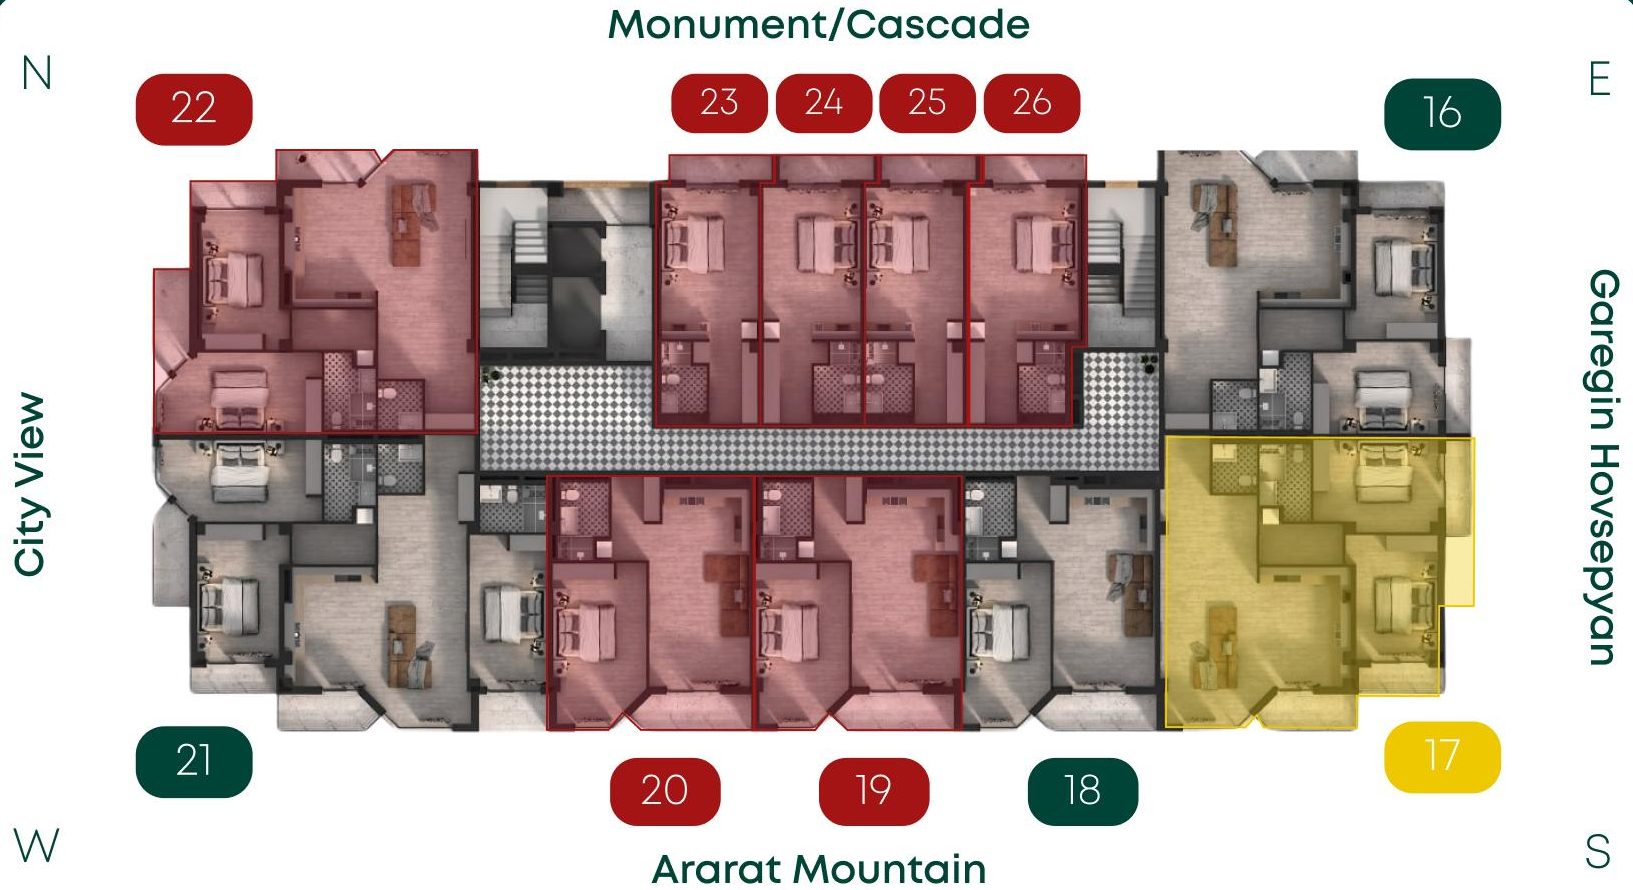 Monument/Cascade
N
E
22
23
24
25
26
16
City View
Garegin Hovsepyan
21
20
19
18
17
W
S
Ararat Mountain